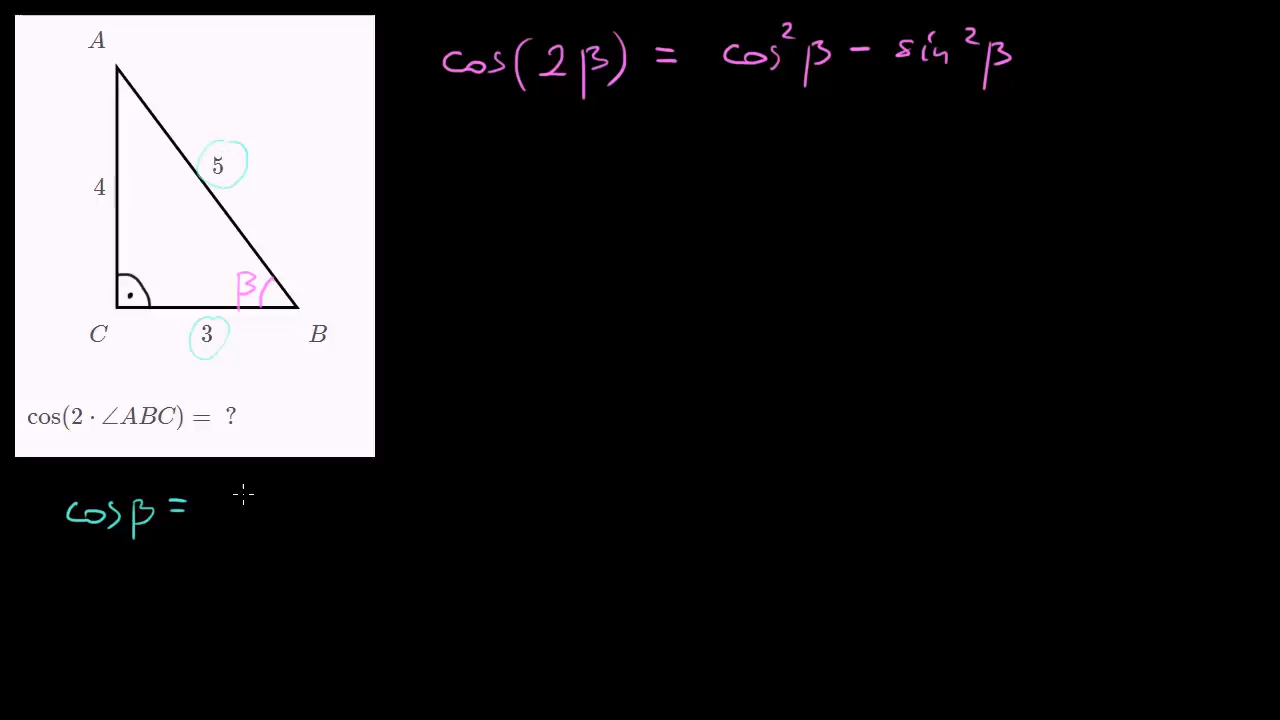 A
cos(2β) = cos²β - sin²β
5
4
β
C
3
B
cos(2 · ∠ABC) = ?
cosβ =